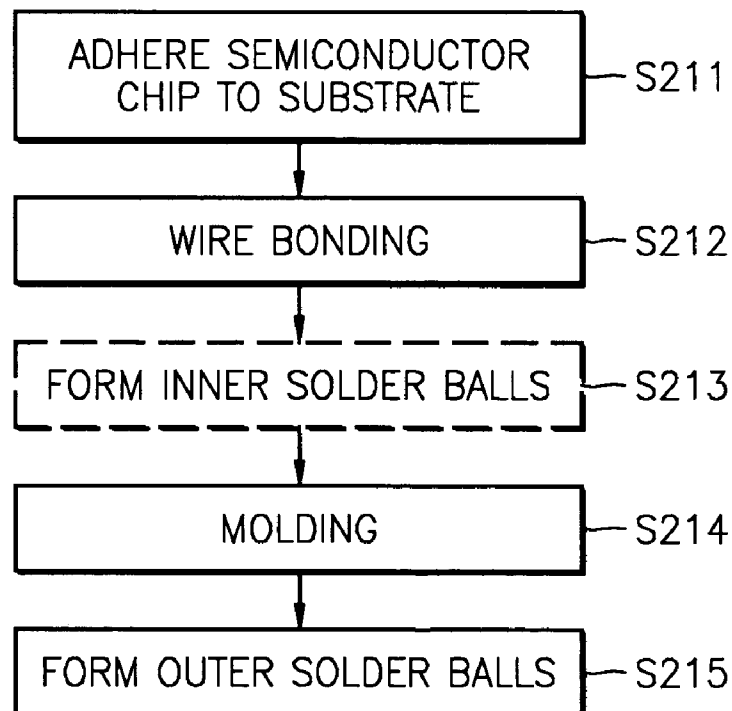 ADHERE SEMICONDUCTOR
CHIP TO SUBSTRATE
S211
WIRE BONDING
S212
FORM INNER SOLDER BALLS
S213
MOLDING
S214
FORM OUTER SOLDER BALLS
S215